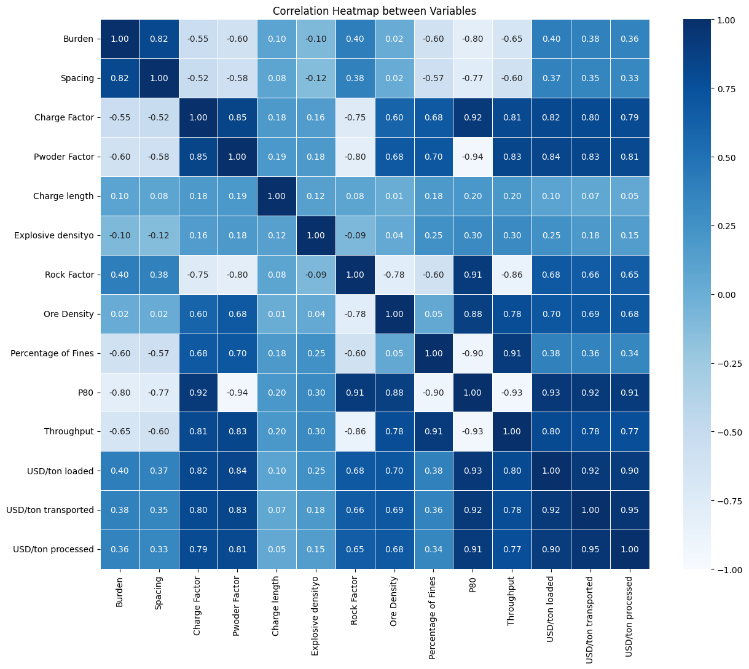 Correlation Heatmap between Variables
Burden 1.00 0.82 -0.55 -0.60 0.10 -0.10 0.40 0.02 -0.60 -0.80 -0.65 0.40 0.38 0.36
Spacing 0.82 1.00 -0.52 -0.58 0.08 -0.12 0.38 0.02 -0.57 -0.77 -0.60 0.37 0.35 0.33
Charge Factor -0.55 -0.52 1.00 0.85 0.18 0.16 -0.75 0.60 0.68 0.92 0.81 0.82 0.80 0.79
Pwoder Factor -0.60 -0.58 0.85 1.00 0.19 0.18 -0.80 0.68 0.70 -0.94 0.83 0.84 0.83 0.81
Charge length 0.10 0.08 0.18 0.19 1.00 0.12 0.08 0.01 0.18 0.20 0.20 0.10 0.07 0.05
Explosive densityo -0.10 -0.12 0.16 0.18 0.12 1.00 -0.09 0.04 0.25 0.30 0.30 0.25 0.18 0.15
Rock Factor 0.40 0.38 -0.75 -0.80 0.08 -0.09 1.00 -0.78 -0.60 0.91 -0.86 0.68 0.66 0.65
Ore Density 0.02 0.02 0.60 0.68 0.01 0.04 -0.78 1.00 0.05 0.88 0.78 0.70 0.69 0.68
Percentage of Fines -0.60 -0.57 0.68 0.70 0.18 0.25 -0.60 0.05 1.00 -0.90 0.91 0.38 0.36 0.34
P80 -0.80 -0.77 0.92 -0.94 0.20 0.30 0.91 0.88 -0.90 1.00 -0.93 0.93 0.92 0.91
Throughput -0.65 -0.60 0.81 0.83 0.20 0.30 -0.86 0.78 0.91 -0.93 1.00 0.80 0.78 0.77
USD/ton loaded 0.40 0.37 0.82 0.84 0.10 0.25 0.68 0.70 0.38 0.93 0.80 1.00 0.92 0.90
USD/ton transported 0.38 0.35 0.80 0.83 0.07 0.18 0.66 0.69 0.36 0.92 0.78 0.92 1.00 0.95
USD/ton processed 0.36 0.33 0.79 0.81 0.05 0.15 0.65 0.68 0.34 0.91 0.77 0.90 0.95 1.00
Burden
Spacing
Charge Factor
Pwoder Factor
Charge length
Explosive densityo
Rock Factor
Ore Density
Percentage of Fines
P80
Throughput
USD/ton loaded
USD/ton transported
USD/ton processed
1.00
0.75
0.50
0.25
0.00
-0.25
-0.50
-0.75
-1.00